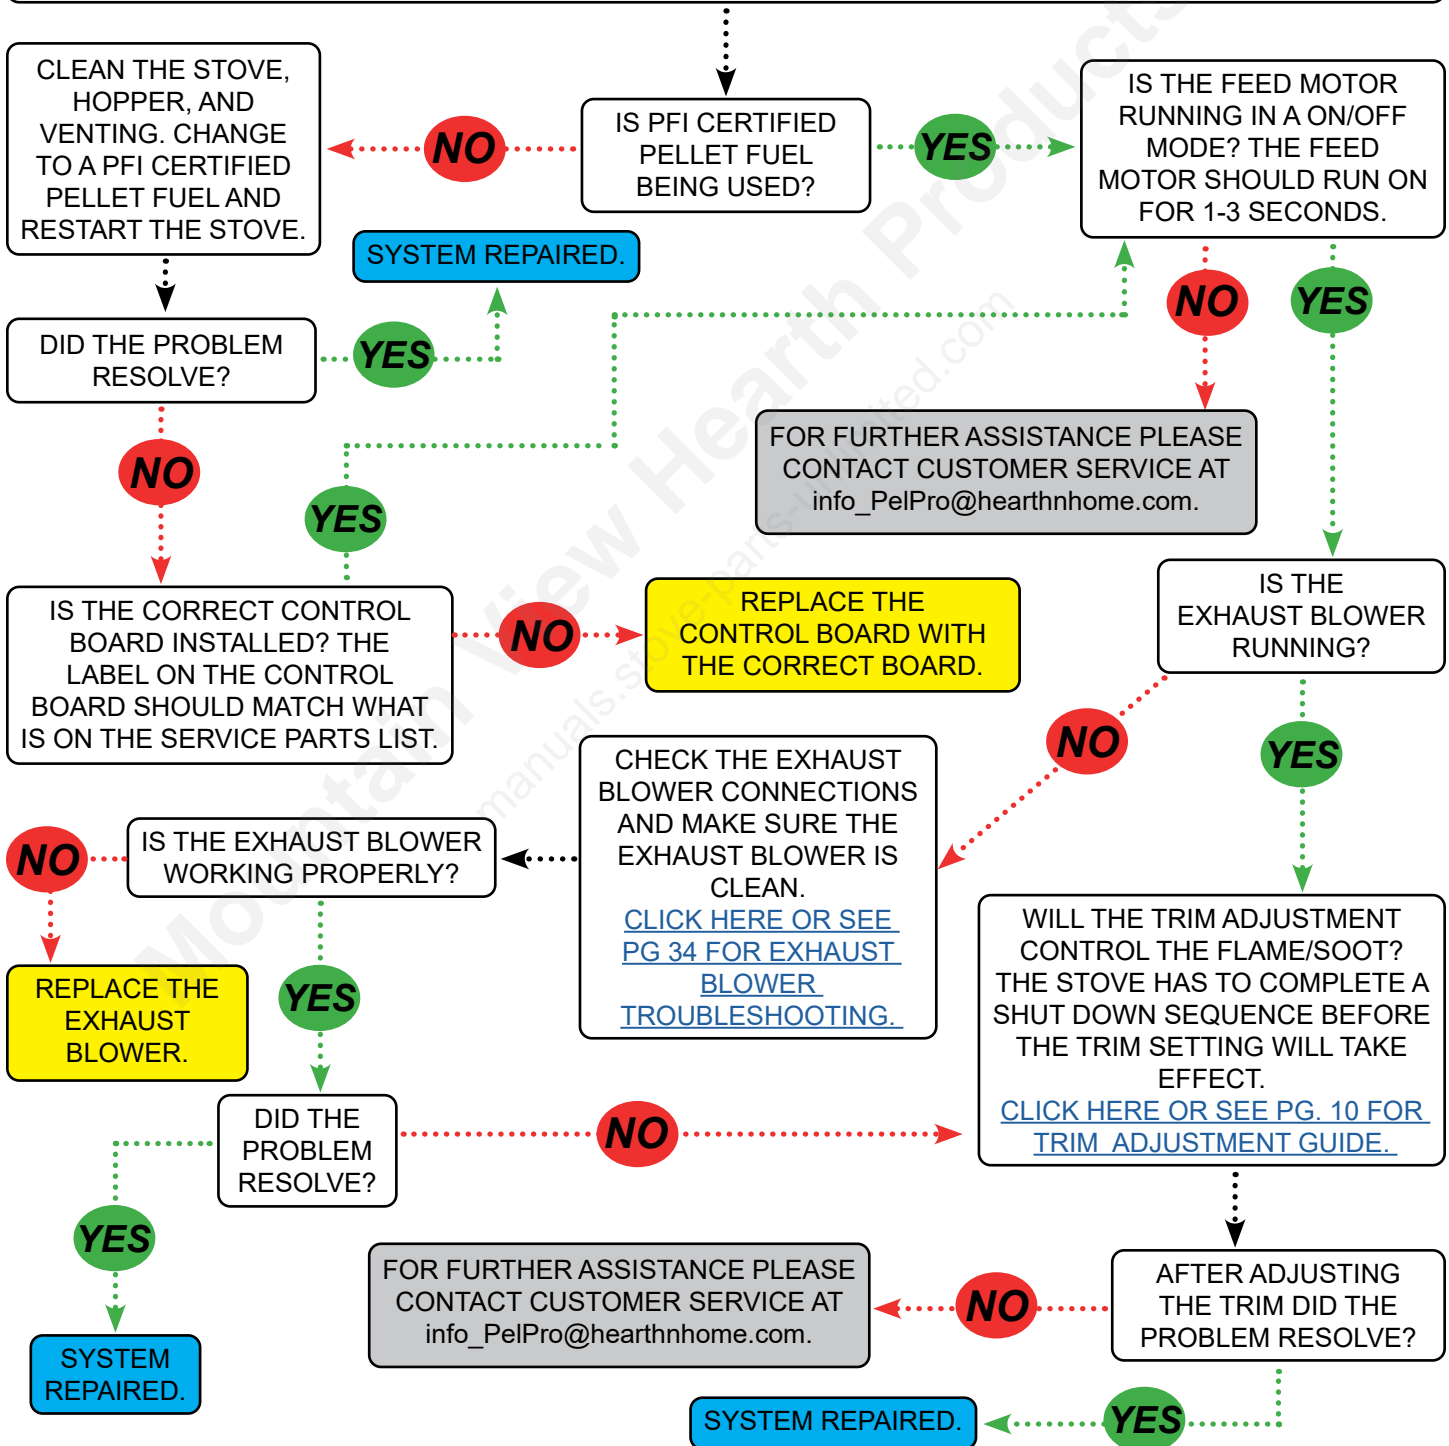 CLEAN THE STOVE,
HOPPER, AND
VENTING. CHANGE
TO A PFI CERTIFIED
PELLET FUEL AND
RESTART THE STOVE.
NO
IS PFI CERTIFIED
PELLET FUEL
BEING USED?
YES
IS THE FEED MOTOR
RUNNING IN A ON/OFF
MODE? THE FEED
MOTOR SHOULD RUN ON
FOR 1-3 SECONDS.
SYSTEM REPAIRED.
NO
YES
DID THE PROBLEM
RESOLVE?
YES
FOR FURTHER ASSISTANCE PLEASE
CONTACT CUSTOMER SERVICE AT
info_PelPro@hearthnhome.com.
NO
YES
IS THE CORRECT CONTROL
BOARD INSTALLED? THE
LABEL ON THE CONTROL
BOARD SHOULD MATCH WHAT
IS ON THE SERVICE PARTS LIST.
NO
REPLACE THE
CONTROL BOARD WITH
THE CORRECT BOARD.
IS THE
EXHAUST BLOWER
RUNNING?
NO
YES
CHECK THE EXHAUST
BLOWER CONNECTIONS
AND MAKE SURE THE
EXHAUST BLOWER IS
CLEAN.
CLICK HERE OR SEE
PG 34 FOR EXHAUST
BLOWER
TROUBLESHOOTING.
IS THE EXHAUST BLOWER
WORKING PROPERLY?
NO
REPLACE THE
EXHAUST
BLOWER.
YES
WILL THE TRIM ADJUSTMENT
CONTROL THE FLAME/SOOT?
THE STOVE HAS TO COMPLETE A
SHUT DOWN SEQUENCE BEFORE
THE TRIM SETTING WILL TAKE
EFFECT.
CLICK HERE OR SEE PG. 10 FOR
TRIM ADJUSTMENT GUIDE.
DID THE
PROBLEM
RESOLVE?
NO
YES
SYSTEM
REPAIRED.
FOR FURTHER ASSISTANCE PLEASE
CONTACT CUSTOMER SERVICE AT
info_PelPro@hearthnhome.com.
NO
AFTER ADJUSTING
THE TRIM DID THE
PROBLEM RESOLVE?
SYSTEM REPAIRED.
YES
Mountain View Hearth Products
manuals.stove-parts-unlimited.com